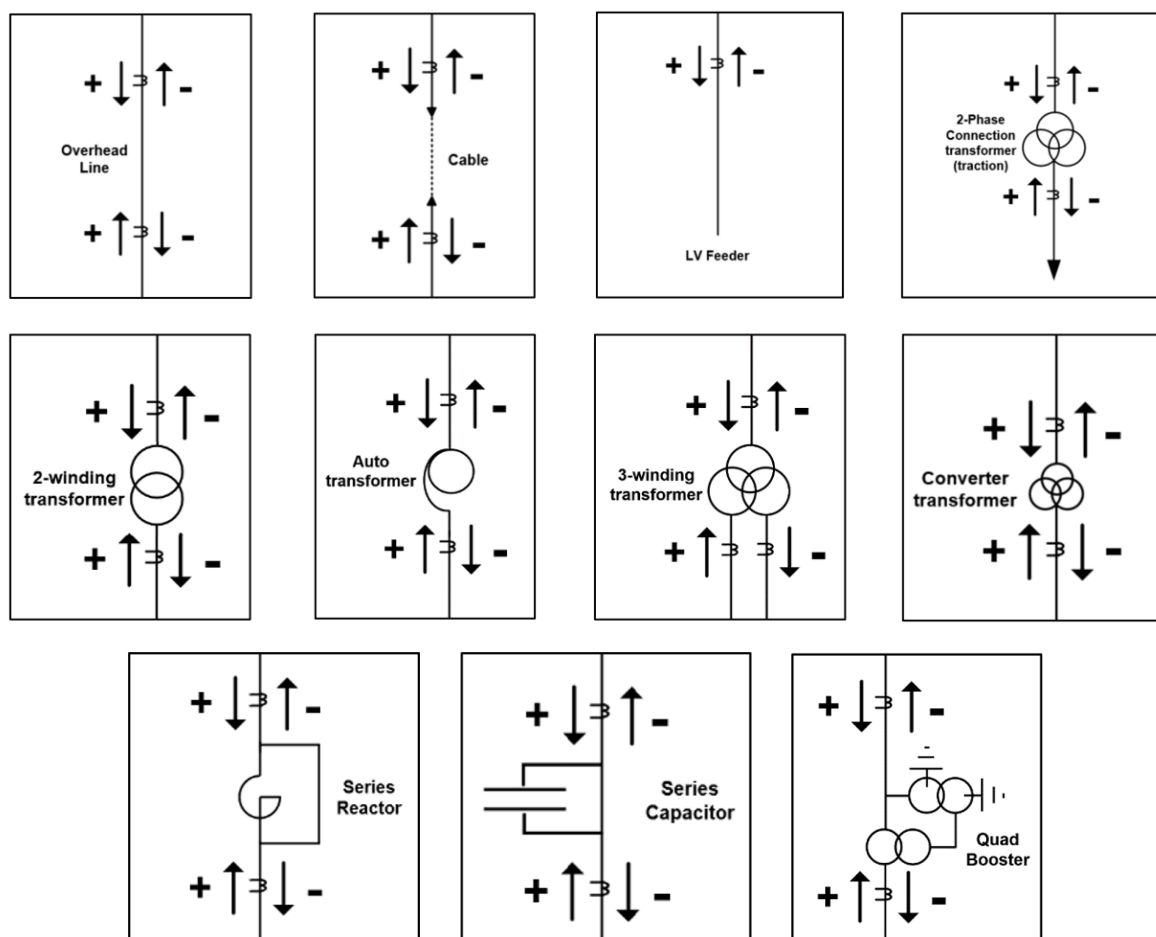 + -
Overhead
Line
+ -
+ -
Cable
+ -
+ -
LV Feeder
+ -
2-Phase
Connection
transformer
(traction)
+ -
+ -
2-winding
transformer
+ -
+ -
Auto
transformer
+ -
+ -
3-winding
transformer
+ -
+ -
Converter
transformer
+ -
+ -
Series
Reactor
+ -
+ -
Series
Capacitor
+ -
+ -
Quad
Booster
+ -